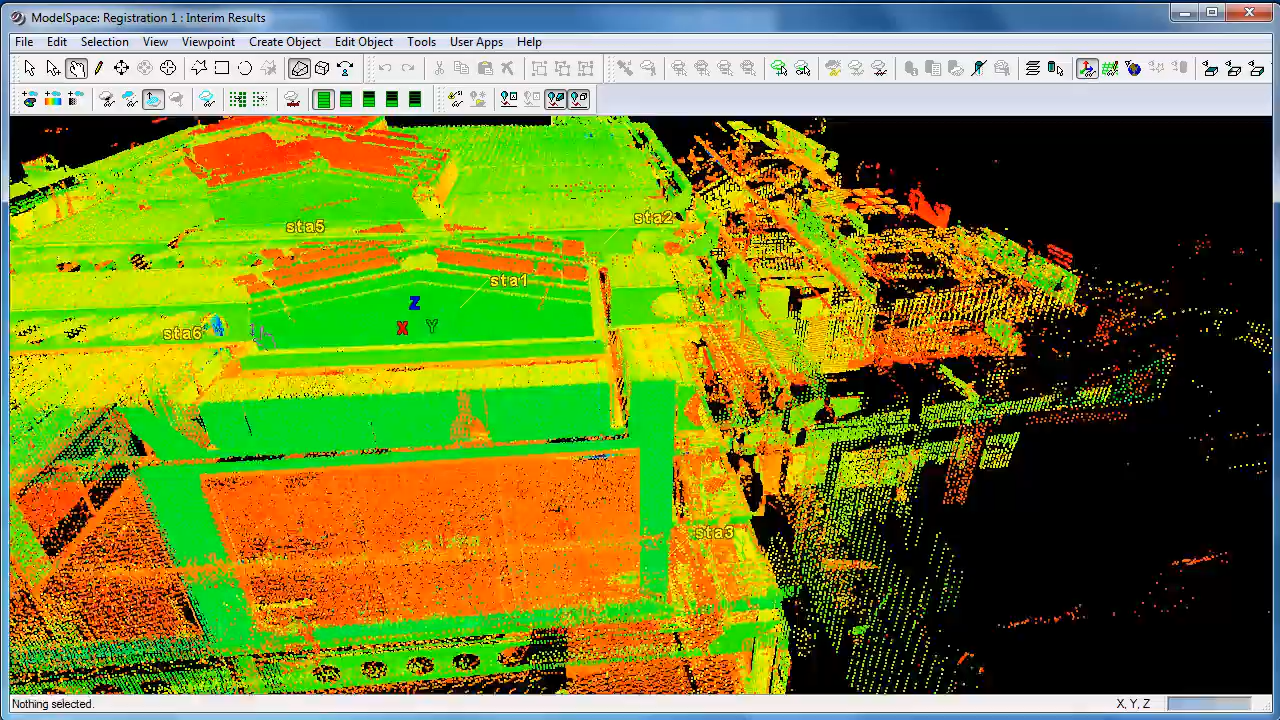 ModelSpace: Registration 1 : Interim Results
File Edit Selection View Viewpoint Create Object Edit Object Tools User Apps Help
sta5
sta2
sta1
Z
X Y
sta6
sta3
Nothing selected.
X, Y, Z